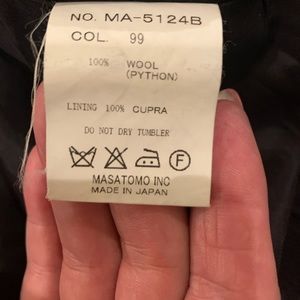 NO. MA-5124B
COL. 99
100% WOOL
(PYTHON)
LINING 100% CUPRA
DO NOT DRY TUMBLER
F
MASATOMO INC
MADE IN JAPAN